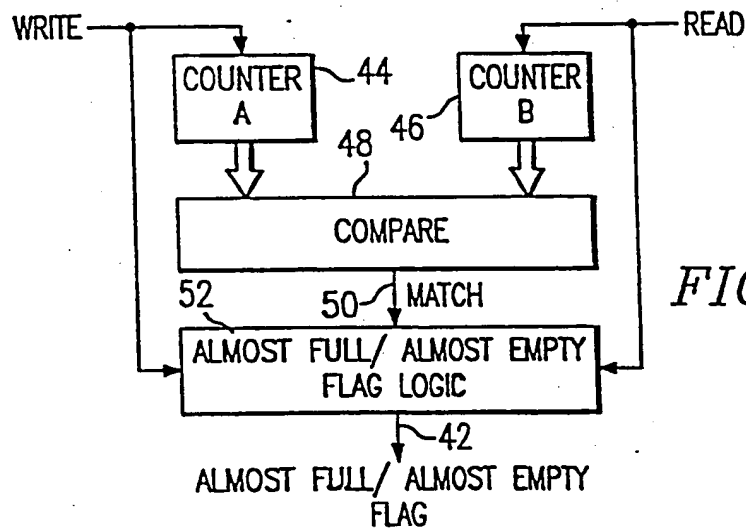 WRITE
READ
COUNTER
A
44
COUNTER
B
46
48
COMPARE
50
MATCH
52
ALMOST FULL/ ALMOST EMPTY
FLAG LOGIC
42
ALMOST FULL/ ALMOST EMPTY
FLAG